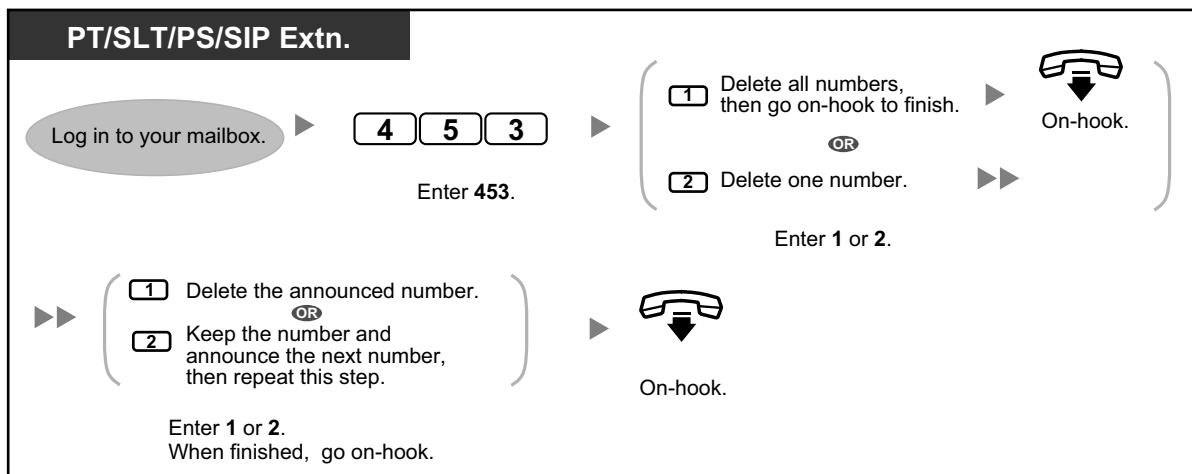 PT/SLT/PS/SIP Extn.
Log in to your mailbox.
4 5 3
Enter 453.
1 Delete all numbers,
then go on-hook to finish.
OR
2 Delete one number.
Enter 1 or 2.
On-hook.
1 Delete the announced number.
OR
2 Keep the number and
announce the next number,
then repeat this step.
Enter 1 or 2.
When finished, go on-hook.
On-hook.